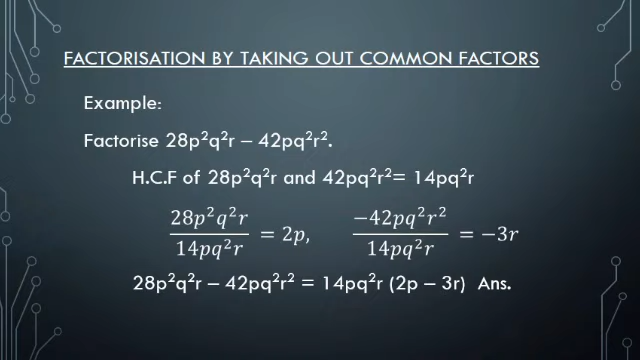 FACTORISATION BY TAKING OUT COMMON FACTORS
Example:
Factorise 28p²q²r – 42pq²r².
H.C.F of 28p²q²r and 42pq²r²= 14pq²r
28p²q²r / 14pq²r = 2p, −42pq²r² / 14pq²r = −3r
28p²q²r – 42pq²r² = 14pq²r (2p – 3r) Ans.